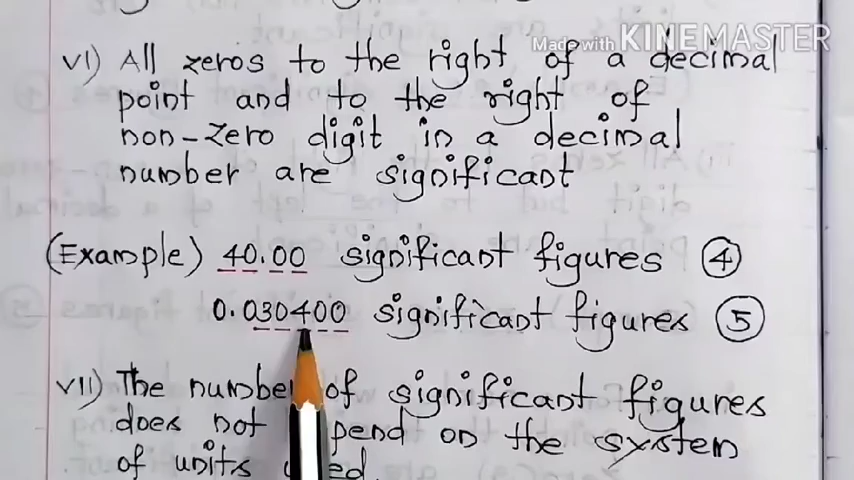 Made with KINEMASTER
vi) All zeros to the right of a decimal
point and to the right of
non-zero digit in a decimal
number are significant
(Example) 40.00 significant figures 4
0.030400 significant figures 5
vii) The number of significant figures
does not pend on the system
of units ed.